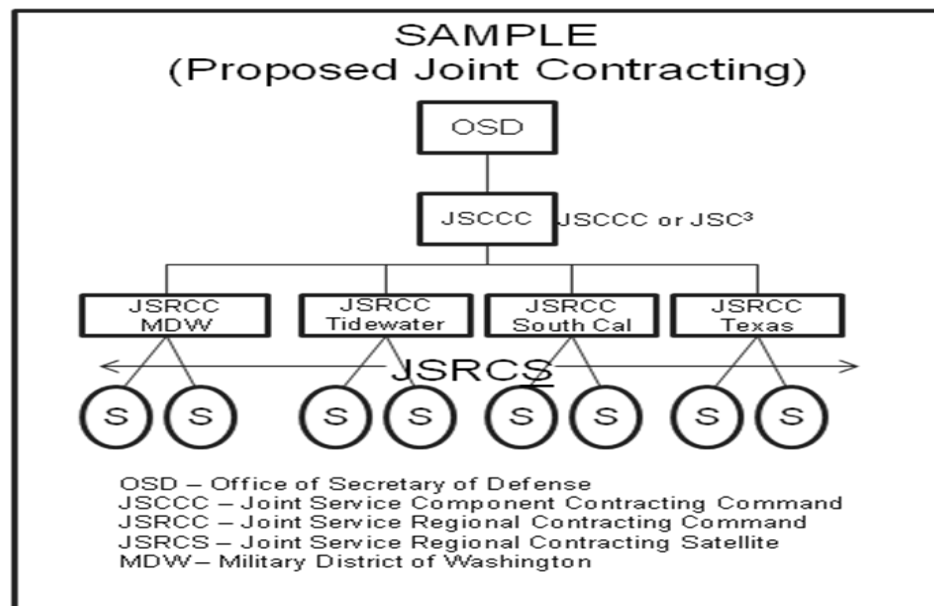 SAMPLE
(Proposed Joint Contracting)
OSD
JSCCC
JSCCC or JSC³
JSRCC
MDW
JSRCC
Tidewater
JSRCC
South Cal
JSRCC
Texas
JSRCS
S S S S S S S S
OSD – Office of Secretary of Defense
JSCCC – Joint Service Component Contracting Command
JSRCC – Joint Service Regional Contracting Command
JSRCS – Joint Service Regional Contracting Satellite
MDW – Military District of Washington